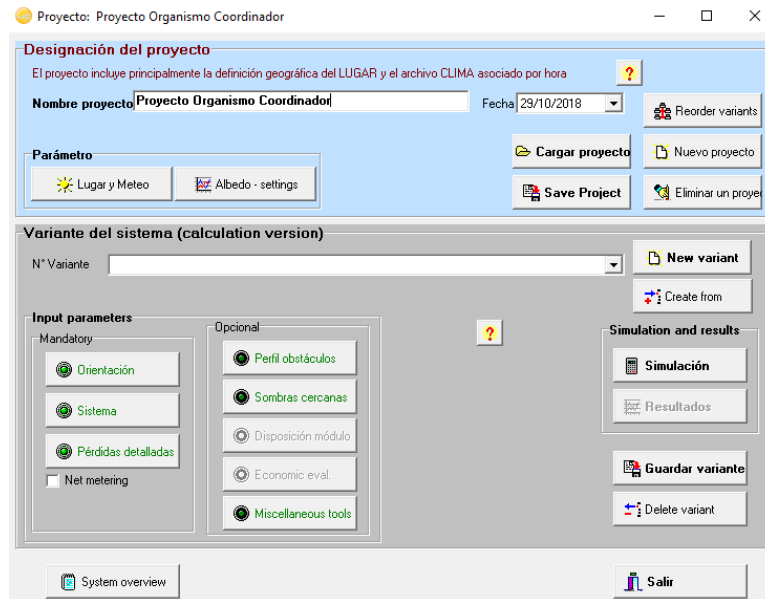 Proyecto: Proyecto Organismo Coordinador
Designación del proyecto
El proyecto incluye principalmente la definición geográfica del LUGAR y el archivo CLIMA asociado por hora
?
Nombre proyecto Proyecto Organismo Coordinador
Fecha 29/10/2018
Reorder variants
Parámetro
Lugar y Meteo
Albedo - settings
Cargar proyecto
Nuevo proyecto
Save Project
Eliminar un proye
Variante del sistema (calculation version)
N° Variante
New variant
Create from
Input parameters
Mandatory
Orientación
Sistema
Pérdidas detalladas
Net metering
Opcional
Perfil obstáculos
Sombras cercanas
Disposición módulo
Economic eval.
Miscellaneous tools
?
Simulation and results
Simulación
Resultados
Guardar variante
Delete variant
System overview
Salir